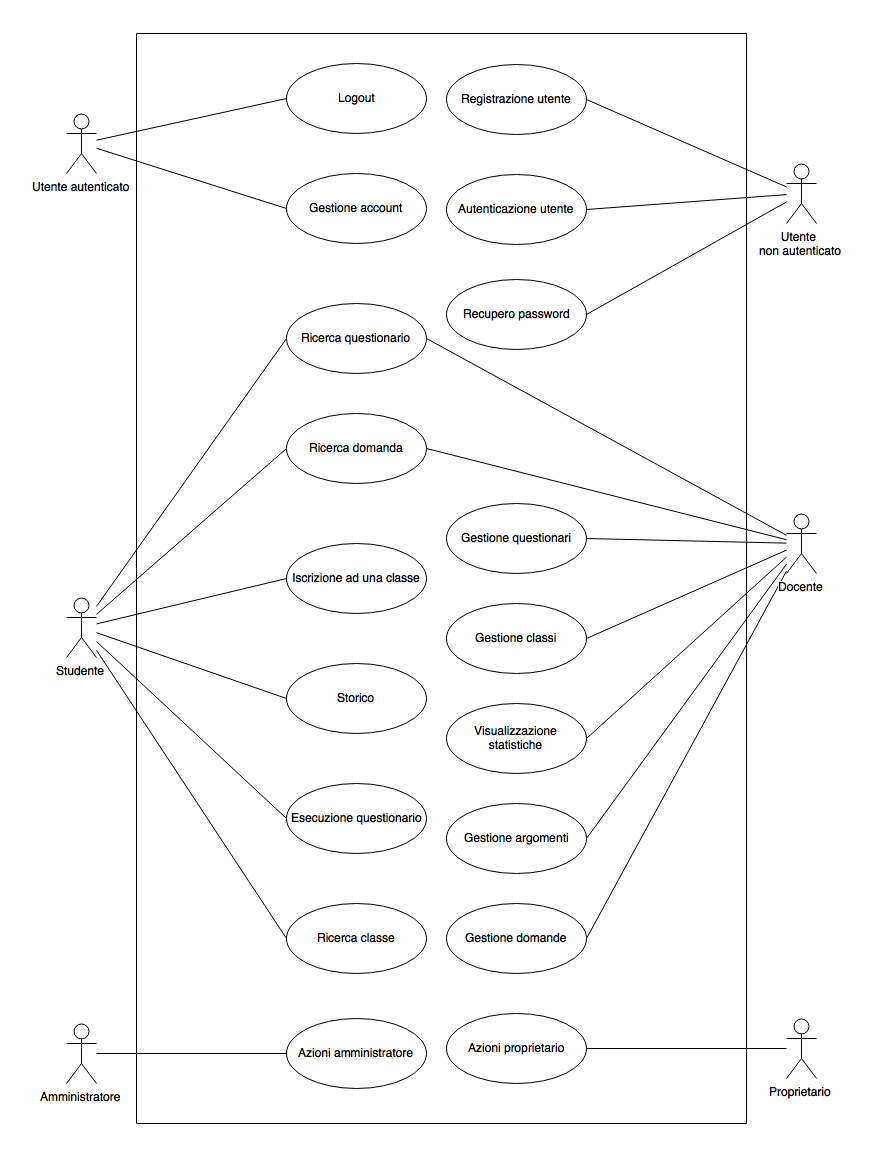 Logout
Registrazione utente
Utente autenticato
Gestione account
Autenticazione utente
Utente
non autenticato
Recupero password
Ricerca questionario
Ricerca domanda
Gestione questionari
Iscrizione ad una classe
Docente
Gestione classi
Studente
Storico
Visualizzazione
statistiche
Esecuzione questionario
Gestione argomenti
Ricerca classe
Gestione domande
Azioni amministratore
Azioni proprietario
Amministratore
Proprietario